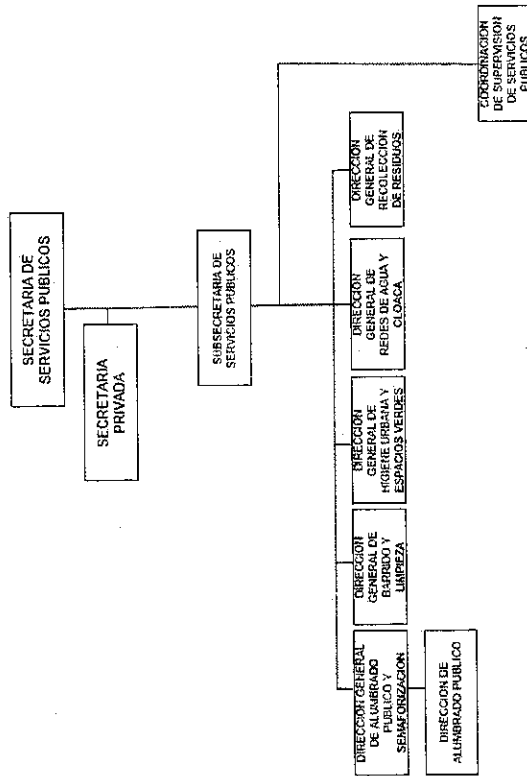 SECRETARIA DE
SERVICIOS PUBLICOS
SECRETARIA
PRIVADA
SUBSECRETARIA DE
SERVICIOS PUBLICOS
DIRECCION GENERAL
DE ALUMBRADO
PUBLICO Y
SEMAFORIZACION
DIRECCION
GENERAL DE
BARRIDO Y
LIMPIEZA
DIRECCION
GENERAL DE
HIGIENE URBANA Y
ESPACIOS VERDES
DIRECCION
GENERAL DE
REDES DE AGUA Y
CLOACA
DIRECCION
GENERAL DE
RECOLECCION
DE RESIDUOS
DIRECCION DE
ALUMBRADO PUBLICO
COORDINACION
DE SUPERVISION
DE SERVICIOS
PUBLICOS